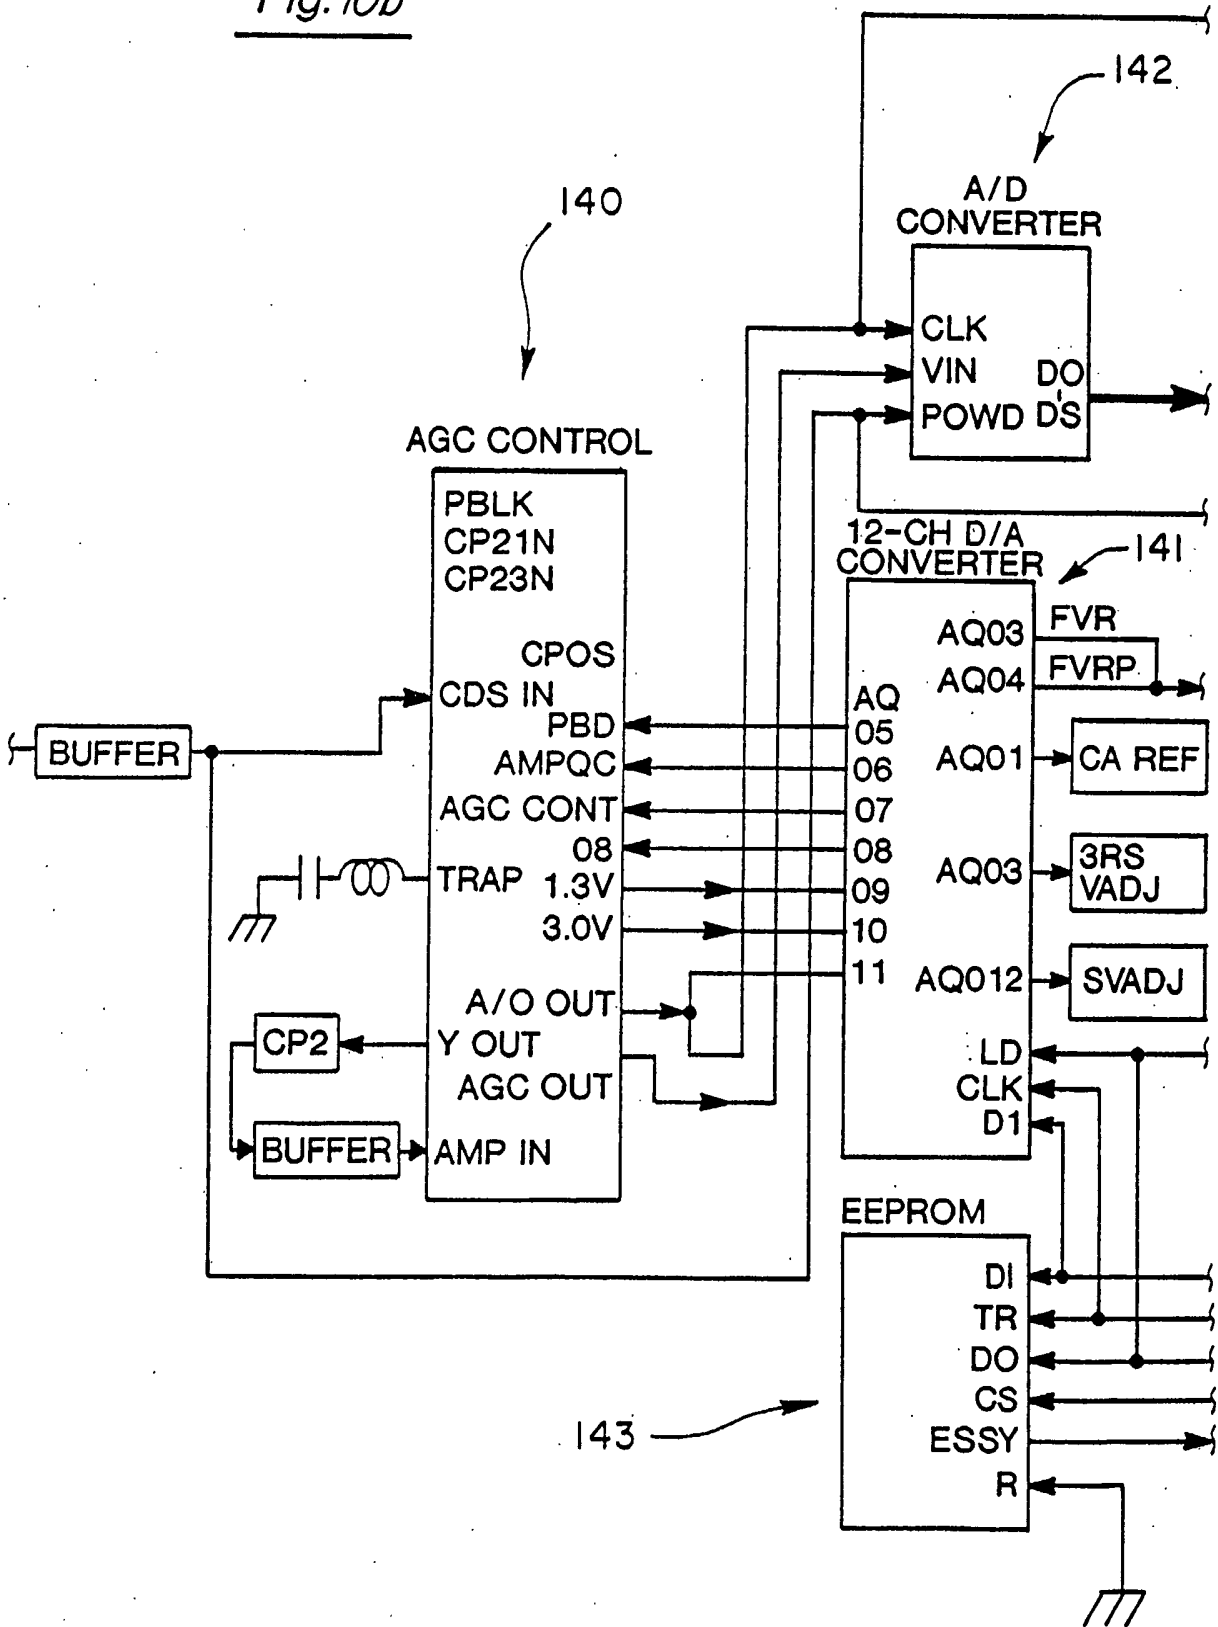 Fig. 10b
142
A/D
CONVERTER
140
CLK
VIN
DO
POWD
D'S
AGC CONTROL
PBLK
CP21N
CP23N
CPOS
CDS IN
PBD
AMPQC
AGC CONT
08
TRAP
1.3V
3.0V
A/O OUT
Y OUT
AGC OUT
AMP IN
BUFFER
CP2
BUFFER
12-CH D/A
CONVERTER
141
AQ03
FVR
AQ04
FVRP
AQ
05
06
07
08
09
10
11
AQ01
CA REF
AQ03
3RS
VADJ
AQ012
SVADJ
LD
CLK
D1
EEPROM
DI
TR
DO
CS
ESSY
R
143